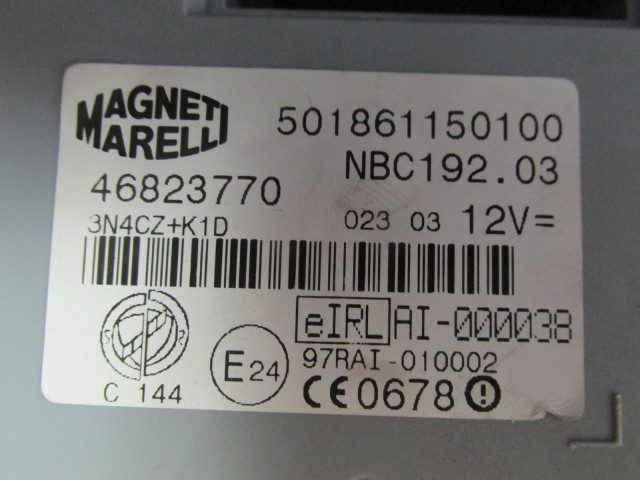 MAGNETI
MARELLI
501861150100
NBC192.03
46823770
3N4CZ+K1D
023 03 12V=
eIRL AI-000038
97RAI-010002
E24
C 144
CE0678